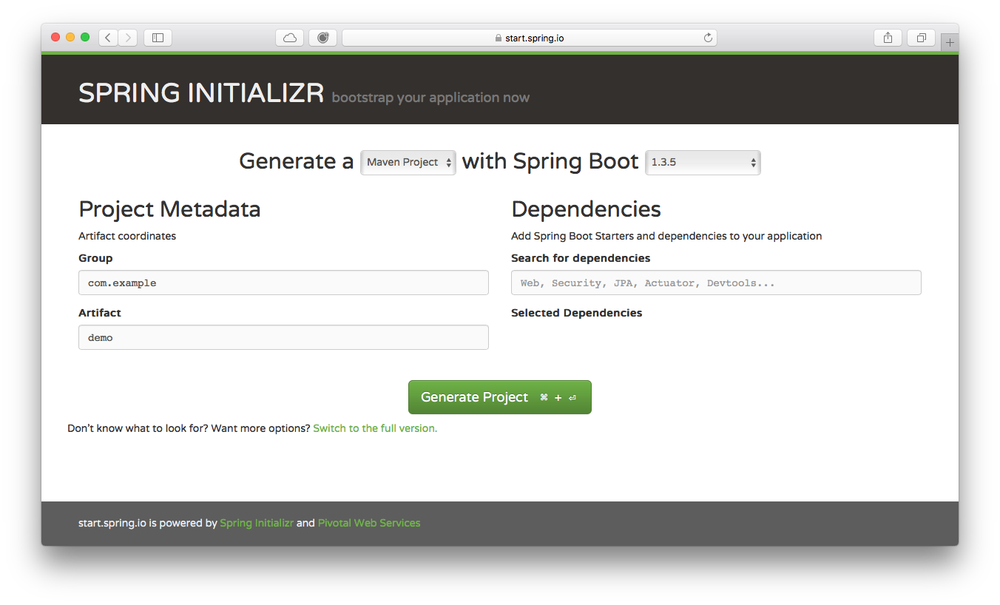 start.spring.io
SPRING INITIALIZR bootstrap your application now
Generate a Maven Project with Spring Boot 1.3.5
Project Metadata
Artifact coordinates
Group
com.example
Artifact
demo
Dependencies
Add Spring Boot Starters and dependencies to your application
Search for dependencies
Web, Security, JPA, Actuator, Devtools...
Selected Dependencies
Generate Project ⌘ + ⏎
Don’t know what to look for? Want more options? Switch to the full version.
start.spring.io is powered by Spring Initializr and Pivotal Web Services